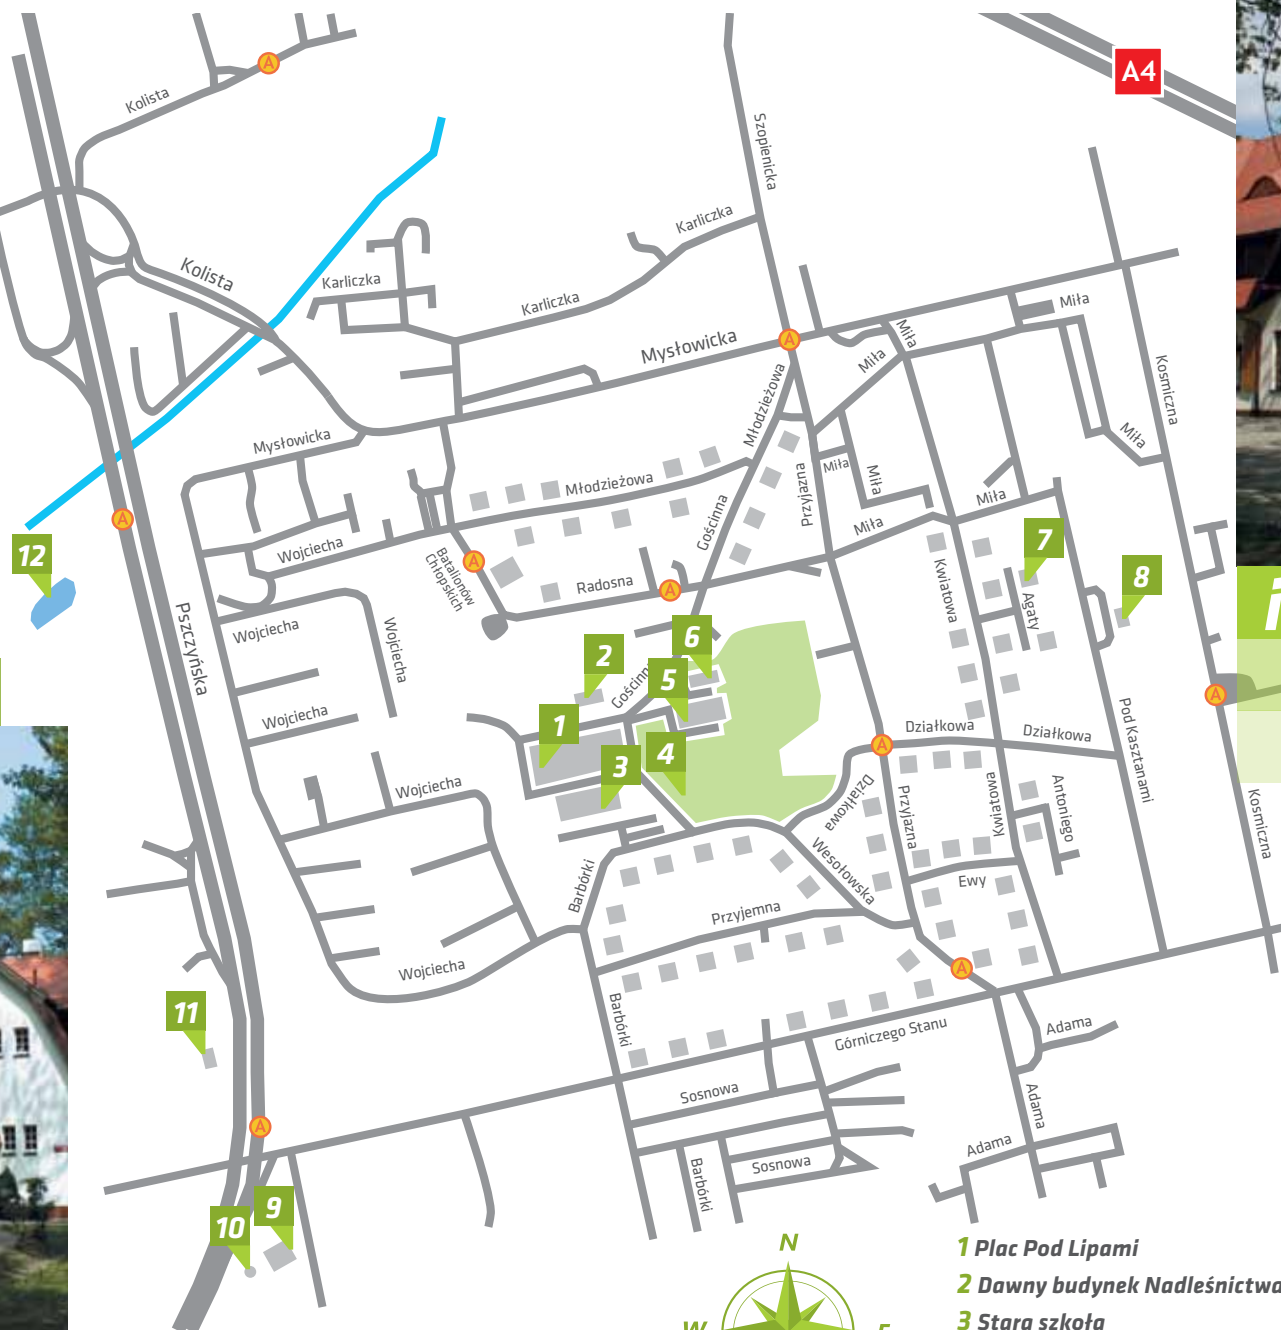 A4
A
Kolista
Szopienicka
Karliczka
Kolista
Karliczka
Karliczka
Miła
Mysłowicka
A
Miła
Miła
Kosmiczna
Młodzieżowa
Mysłowicka
Miła
Młodzieżowa
Miła
Miła
Przyjazna
Miła
Gościnna
Miła
A
12
Wojciecha
Batalionów
Chłopskich
A
Radosna
A
Kwiatowa
7
Agaty
8
Pszczyńska
Wojciecha
Wojciecha
6
2
5
Gościnn
A
Wojciecha
1
3
4
Działkowa
Działkowa
A
Pod Kasztanami
Wojciecha
Działkowa
Przyjazna
Kwiatowa
Antoniego
Kosmiczna
Wesołowska
Barbórki
Ewy
Przyjemna
Wojciecha
A
11
Barbórki
Górniczego Stanu
Adama
Sosnowa
Adama
A
Adama
Sosnowa
Barbórki
9
10
N
W
E
i
1 Plac Pod Lipami
2 Dawny budynek Nadleśnictwa
3 Stara szkoła